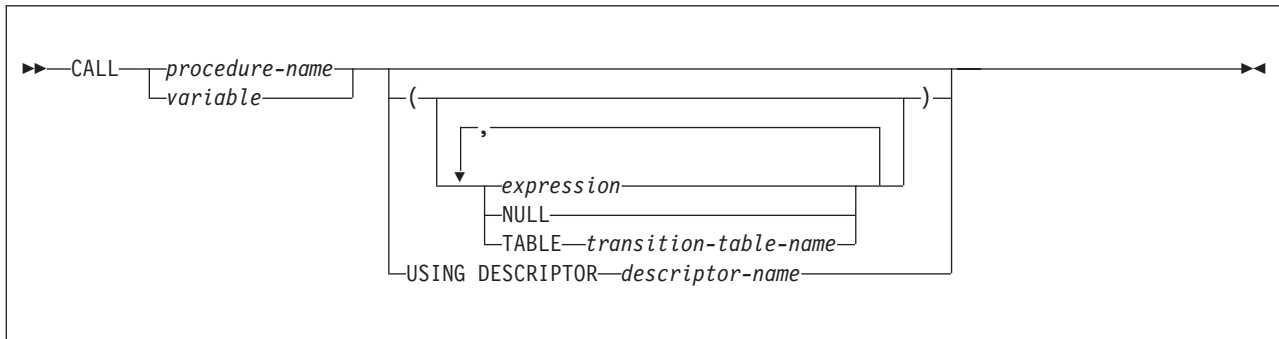 CALL procedure-name
variable
( )
,
expression
NULL
TABLE transition-table-name
USING DESCRIPTOR descriptor-name